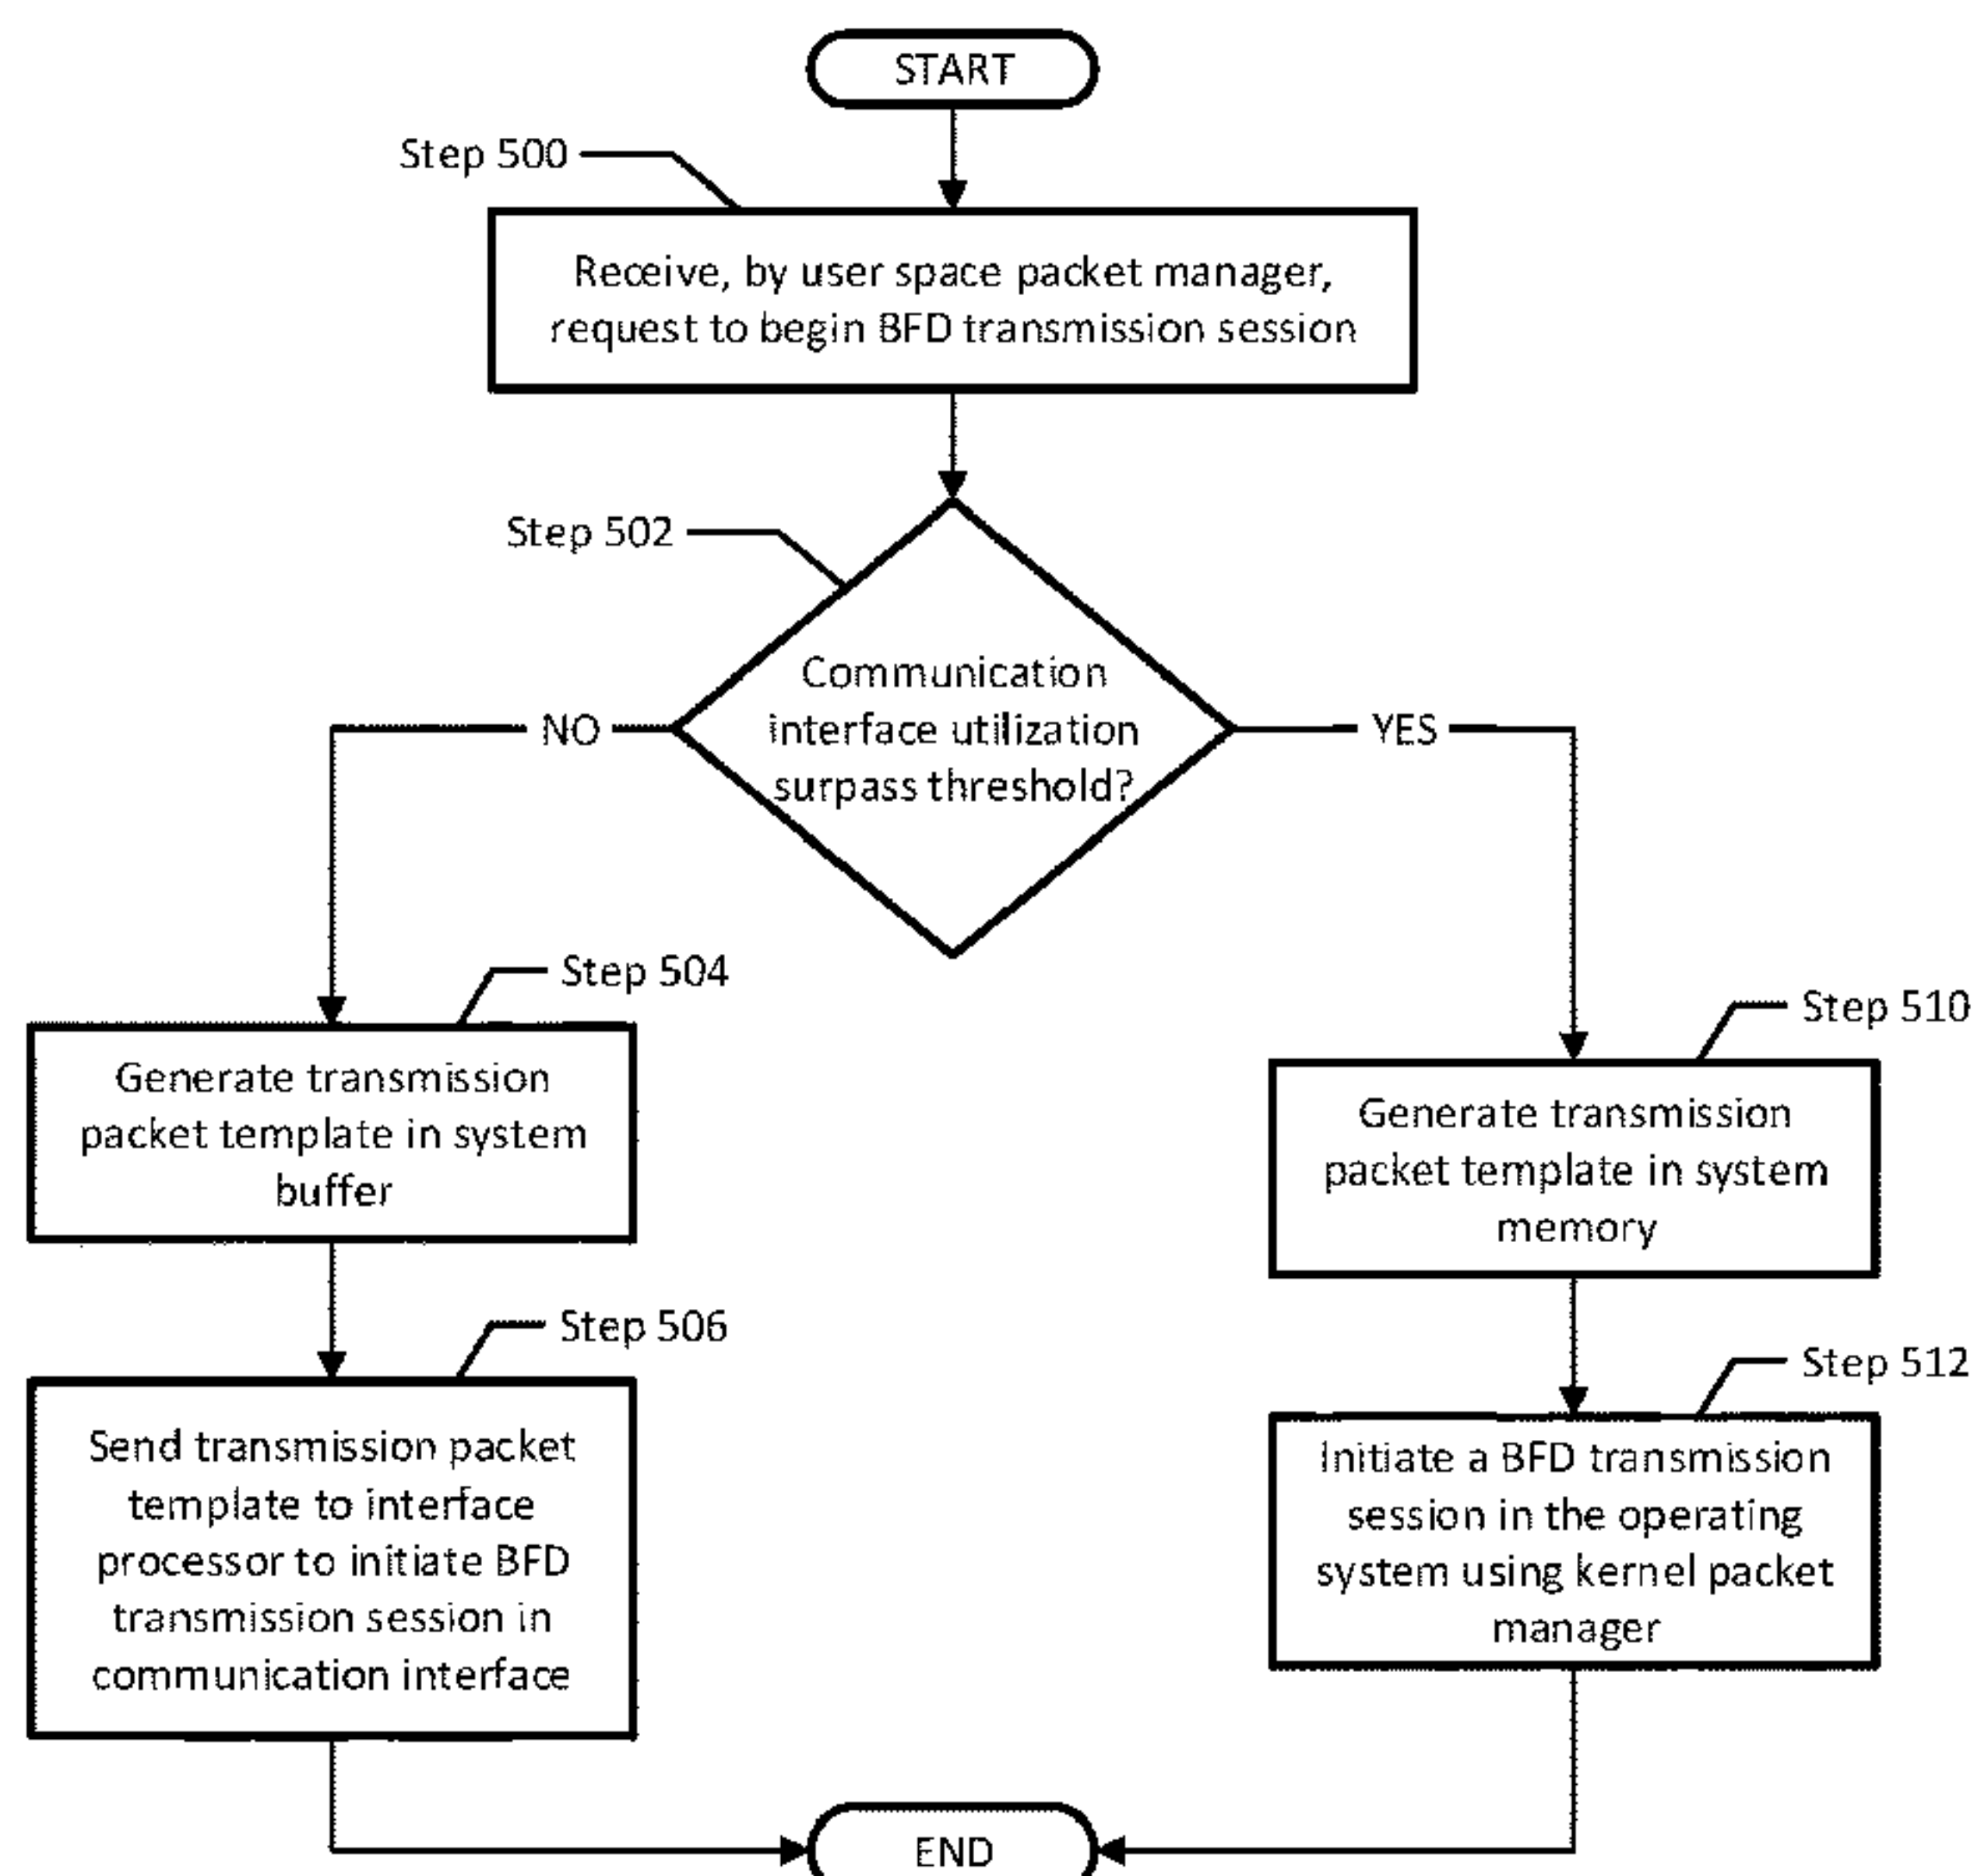 START
Step 500
Receive, by user space packet manager,
request to begin BFD transmission session
Step 502
Communication
interface utilization
surpass threshold?
NO
YES
Step 504
Generate transmission
packet template in system
buffer
Step 510
Generate transmission
packet template in system
memory
Step 506
Send transmission packet
template to interface
processor to initiate BFD
transmission session in
communication interface
Step 512
Initiate a BFD transmission
session in the operating
system using kernel packet
manager
END